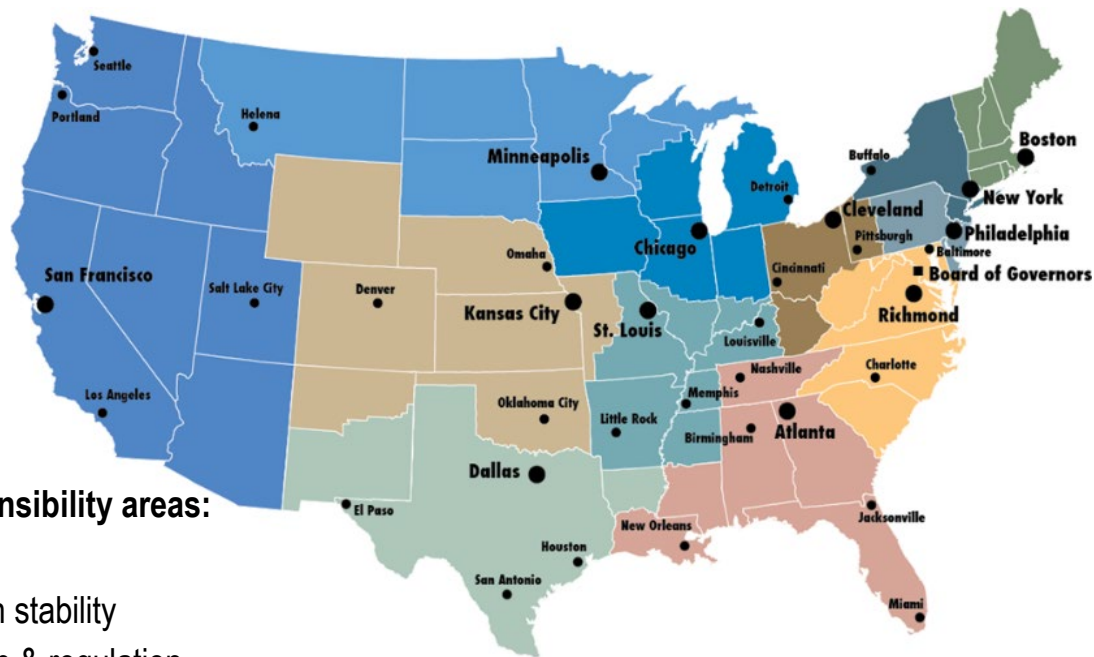 Seattle
Portland
Helena
Minneapolis
Buffalo
Boston
Detroit
New York
Cleveland
Philadelphia
Pittsburgh
Baltimore
Chicago
Omaha
Cincinnati
Board of Governors
San Francisco
Salt Lake City
Denver
Kansas City
St. Louis
Richmond
Louisville
Nashville
Charlotte
Los Angeles
Memphis
Oklahoma City
Little Rock
Birmingham
Atlanta
Dallas
nsibility areas:
El Paso
New Orleans
Jacksonville
Houston
San Antonio
Miami
stability
& regulation